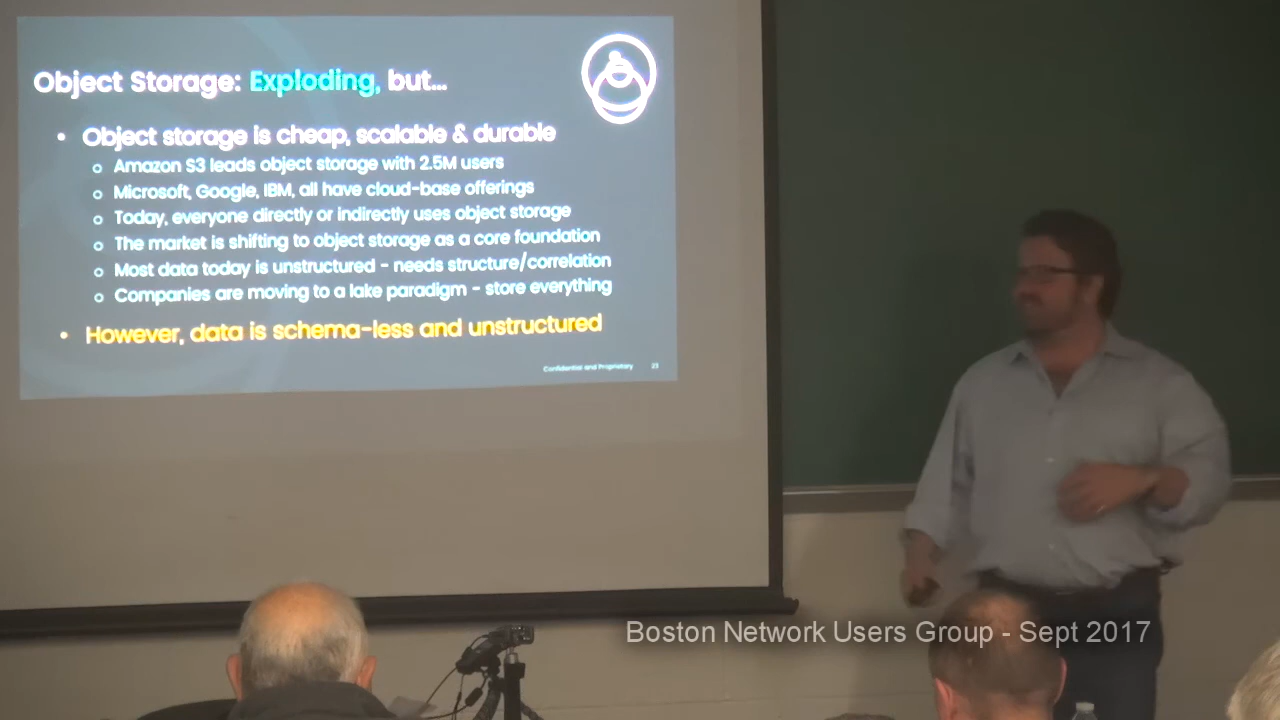 Object Storage: Exploding, but...
• Object storage is cheap, scalable & durable
o Amazon S3 leads object storage with 2.5M users
o Microsoft, Google, IBM, all have cloud-base offerings
o Today, everyone directly or indirectly uses object storage
o The market is shifting to object storage as a core foundation
o Most data today is unstructured - needs structure/correlation
o Companies are moving to a lake paradigm - store everything
• However, data is schema-less and unstructured
Confidential and Proprietary 23
Boston Network Users Group - Sept 2017